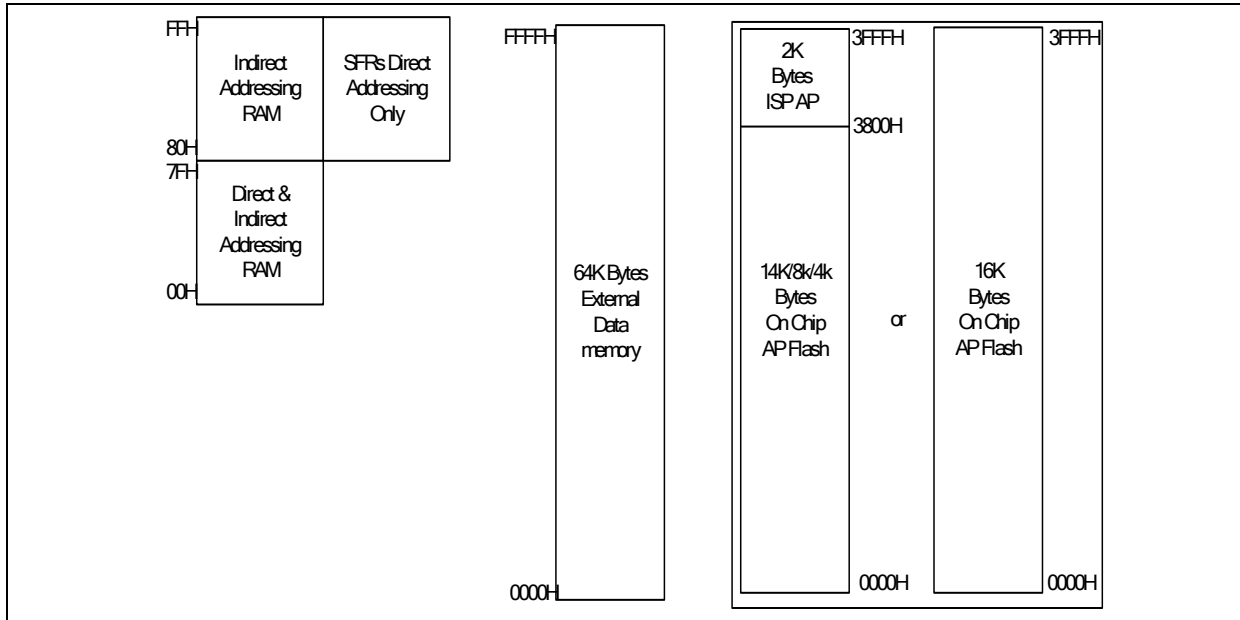 FFH
Indirect
Addressing
RAM
SFRs Direct
Addressing
Only
80H
7FH
Direct &
Indirect
Addressing
RAM
00H
FFFFH
64K Bytes
External
Data
memory
0000H
2K
Bytes
ISP AP
3FFFH
3800H
14K/8k/4k
Bytes
On Chip
AP Flash
0000H
or
3FFFH
16K
Bytes
On Chip
AP Flash
0000H